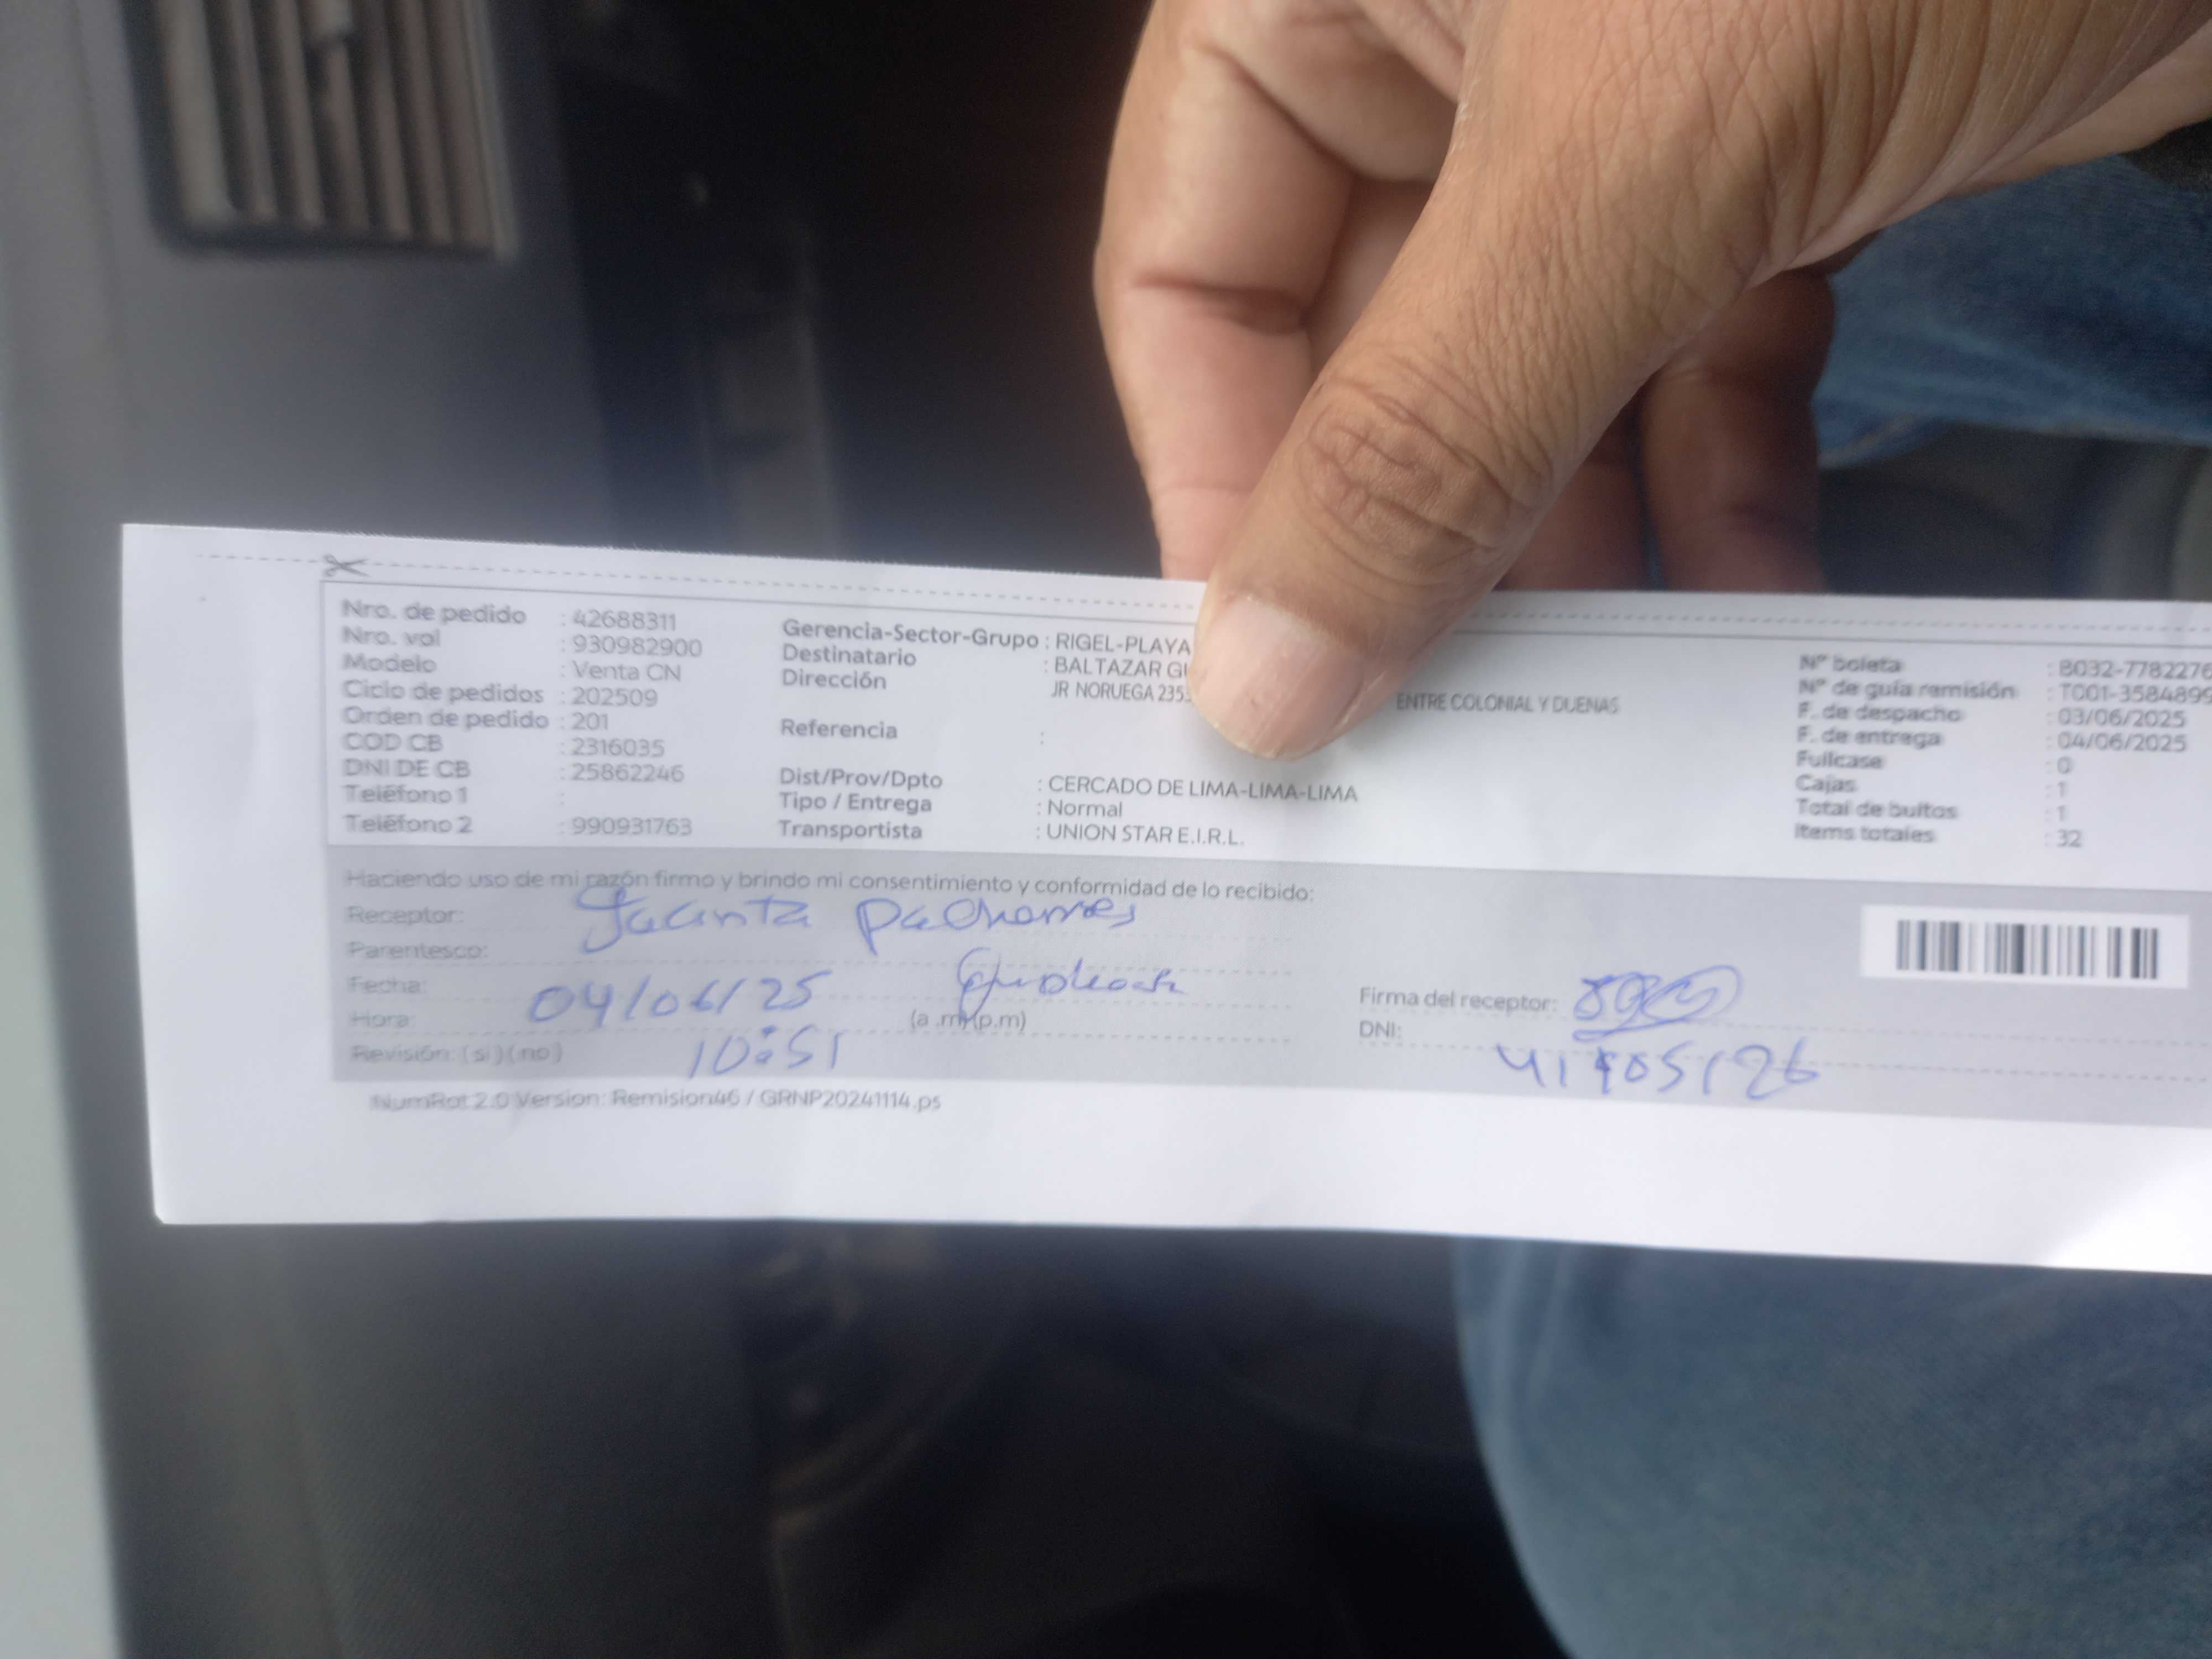 Nro. de pedido : 42688311
Nro. vol : 930982900
Modelo : Venta CN
Ciclo de pedidos : 202509
Orden de pedido : 201
COD CB : 2316035
DNI DE CB : 25862246
Teléfono 1 :
Teléfono 2 : 990931763
Gerencia-Sector-Grupo : RIGEL-PLAYA
Destinatario : BALTAZAR
Dirección
JR NORUEGA ENTRE COLONIAL Y DUENAS
Referencia :
Dist/Prov/Dpto : CERCADO DE LIMA-LIMA-LIMA
Tipo / Entrega : Normal
Transportista : UNION STAR E.I.R.L.
N° boleta : B032-7782276
N° de guía remisión : T001-3584899
F. de despacho : 03/06/2025
F. de entrega : 04/06/2025
Fullcase : 0
Cajas : 1
Total de bultos : 1
Items totales : 32
Haciendo uso de mi razón firmo y brindo mi consentimiento y conformidad de lo recibido:
Receptor:
Parentesco:
Fecha: 04/06/25
Hora: 10:51 (a.m)(p.m)
Revisión: (si)(no)
Firma del receptor:
DNI:
NumRot 2.0 Version: Remision46 / GRNP20241114.ps